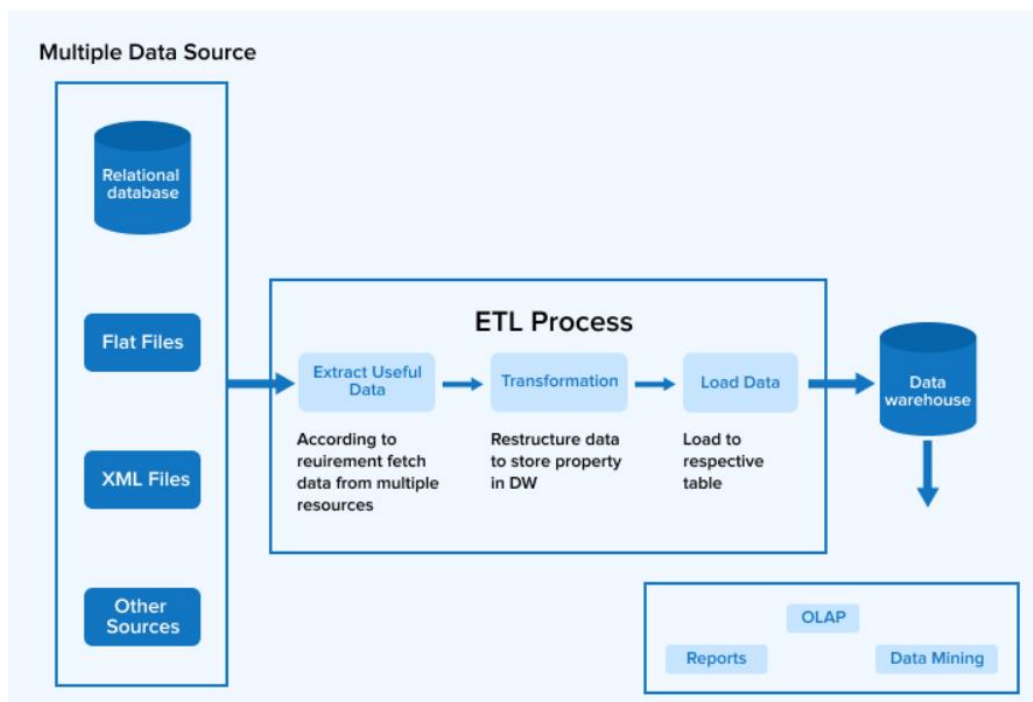 Multiple Data Source
Relational
database
Flat Files
XML Files
Other
Sources
ETL Process
Extract Useful
Data
According to
reuirement fetch
data from multiple
resources
Transformation
Restructure data
to store property
in DW
Load Data
Load to
respective
table
Data
warehouse
OLAP
Reports
Data Mining